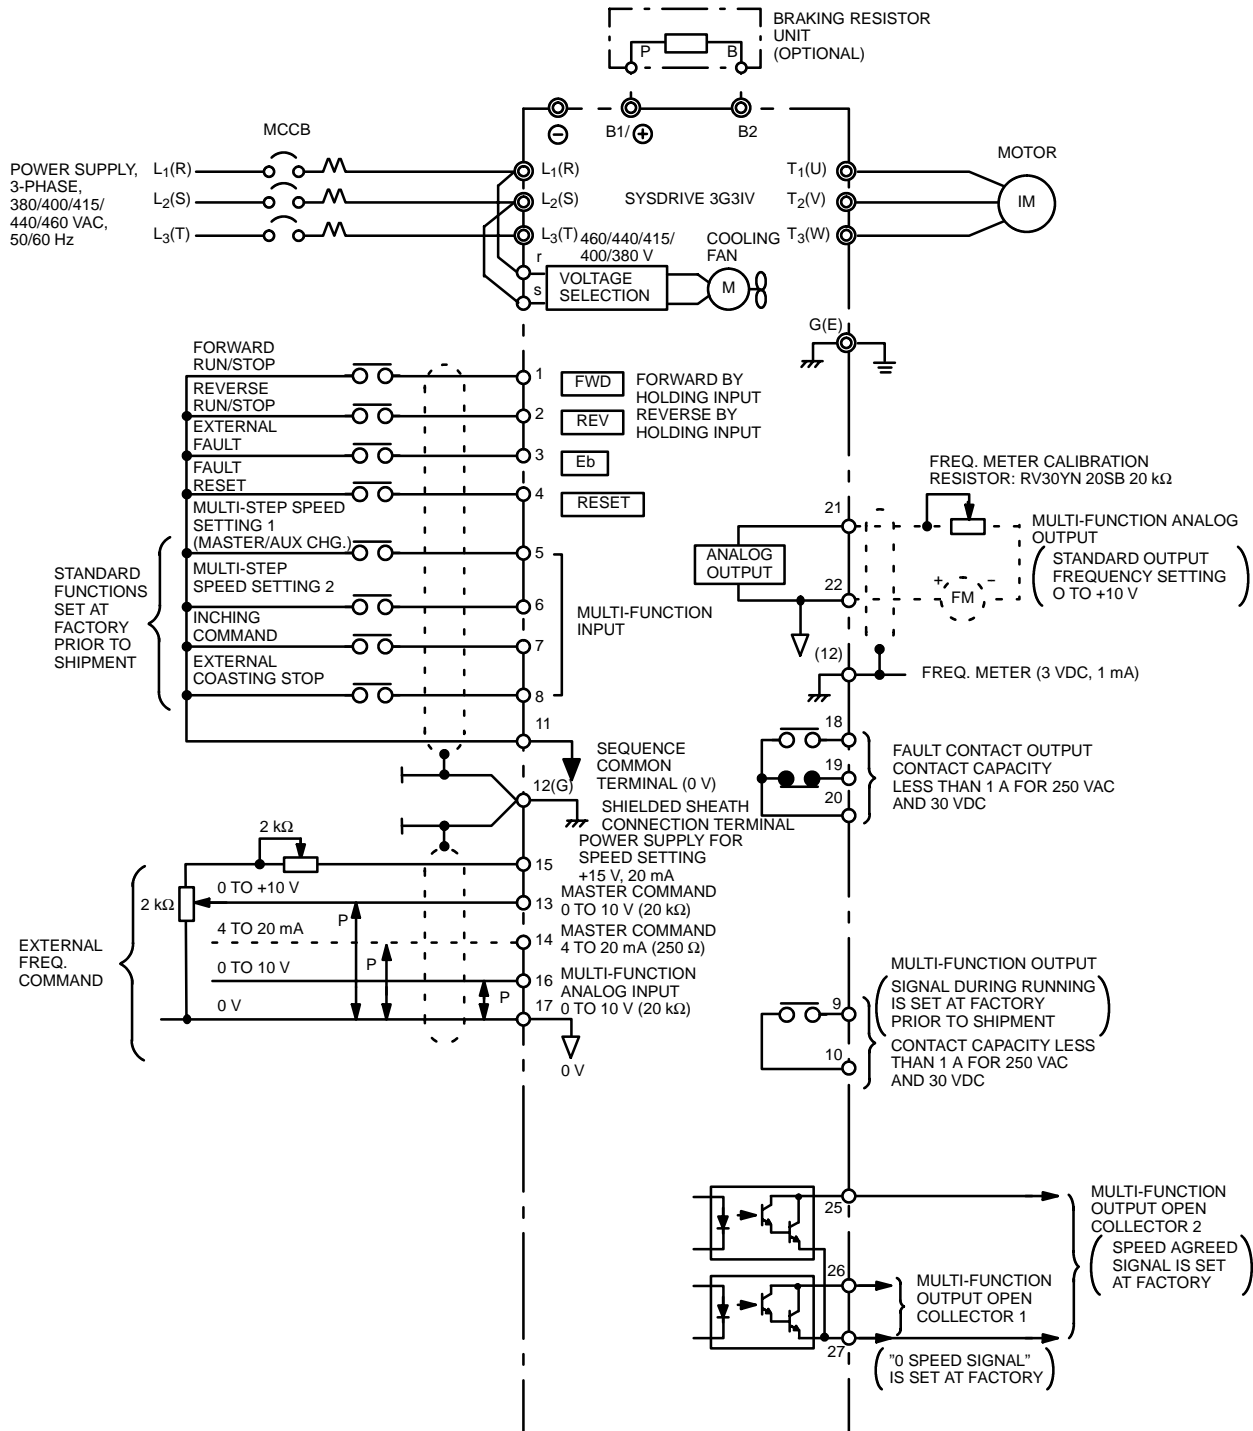 BRAKING RESISTOR
UNIT
(OPTIONAL)
P
B
MCCB
B1/
B2
MOTOR
POWER SUPPLY,
3-PHASE,
380/400/415/
440/460 VAC,
50/60 Hz
L1(R)
L2(S)
L3(T)
L1(R)
L2(S)
L3(T)
SYSDRIVE 3G3IV
T1(U)
T2(V)
T3(W)
IM
460/440/415/
400/380 V
COOLING
FAN
r
s
VOLTAGE
SELECTION
M
G(E)
FORWARD
RUN/STOP
1
FWD
FORWARD BY
HOLDING INPUT
REVERSE
RUN/STOP
2
REV
REVERSE BY
HOLDING INPUT
EXTERNAL
FAULT
3
Eb
FAULT
RESET
4
RESET
MULTI-STEP SPEED
SETTING 1
(MASTER/AUX CHG.)
5
MULTI-STEP
SPEED SETTING 2
6
INCHING
COMMAND
7
EXTERNAL
COASTING STOP
8
STANDARD
FUNCTIONS
SET AT
FACTORY
PRIOR TO
SHIPMENT
MULTI-FUNCTION
INPUT
11
SEQUENCE
COMMON
TERMINAL (0 V)
12(G)
SHIELDED SHEATH
CONNECTION TERMINAL
2 kΩ
15
POWER SUPPLY FOR
SPEED SETTING
+15 V, 20 mA
2 kΩ
0 TO +10 V
P
13
MASTER COMMAND
0 TO 10 V (20 kΩ)
4 TO 20 mA
P
14
MASTER COMMAND
4 TO 20 mA (250 Ω)
0 TO 10 V
P
16
MULTI-FUNCTION
ANALOG INPUT
0 TO 10 V (20 kΩ)
0 V
17
0 V
EXTERNAL
FREQ.
COMMAND
FREQ. METER CALIBRATION
RESISTOR: RV30YN 20SB 20 kΩ
21
ANALOG
OUTPUT
22
+
FM
−
MULTI-FUNCTION ANALOG
OUTPUT
STANDARD OUTPUT
FREQUENCY SETTING
O TO +10 V
(12)
FREQ. METER (3 VDC, 1 mA)
18
19
20
FAULT CONTACT OUTPUT
CONTACT CAPACITY
LESS THAN 1 A FOR 250 VAC
AND 30 VDC
MULTI-FUNCTION OUTPUT
SIGNAL DURING RUNNING
IS SET AT FACTORY
PRIOR TO SHIPMENT
9
10
CONTACT CAPACITY LESS
THAN 1 A FOR 250 VAC
AND 30 VDC
25
MULTI-FUNCTION
OUTPUT OPEN
COLLECTOR 2
SPEED AGREED
SIGNAL IS SET
AT FACTORY
26
MULTI-FUNCTION
OUTPUT OPEN
COLLECTOR 1
27
"0 SPEED SIGNAL"
IS SET AT FACTORY